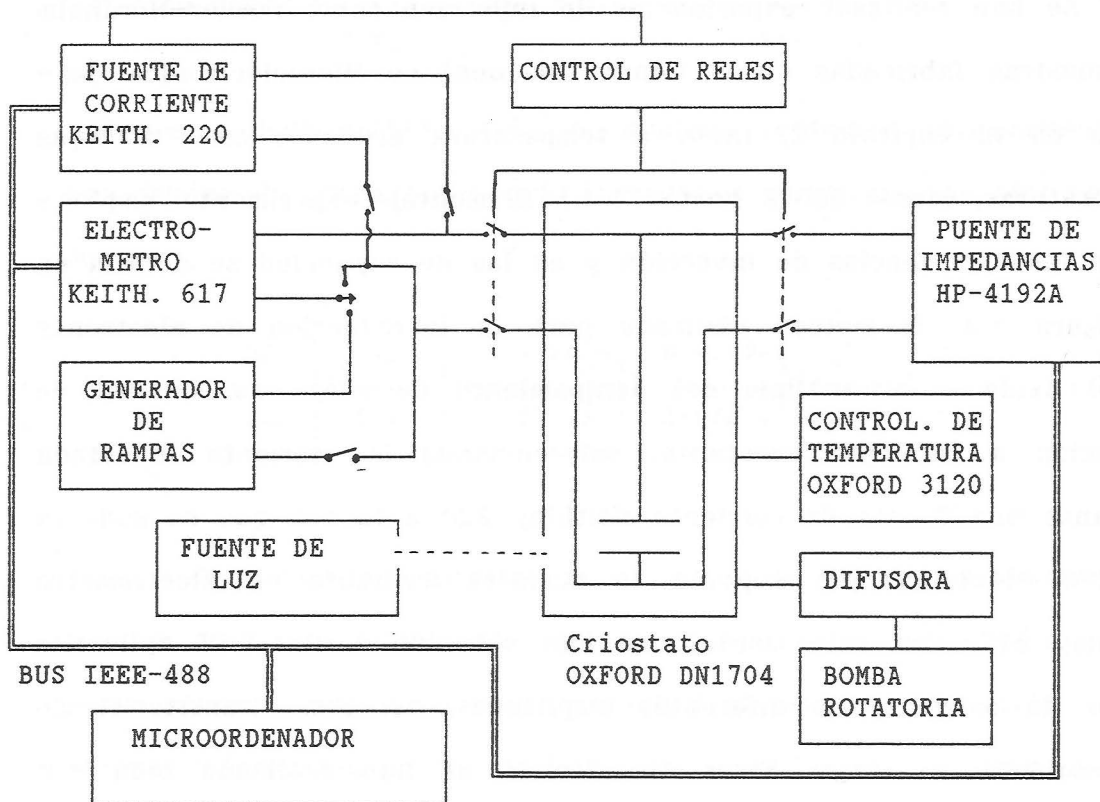 FUENTE DE
CORRIENTE
KEITH. 220
CONTROL DE RELES
ELECTRO-
METRO
KEITH. 617
PUENTE DE
IMPEDANCIAS
HP-4192A
GENERADOR
DE
RAMPAS
CONTROL. DE
TEMPERATURA
OXFORD 3120
FUENTE DE
LUZ
DIFUSORA
Criostato
OXFORD DN1704
BUS IEEE-488
BOMBA
ROTATORIA
MICROORDENADOR